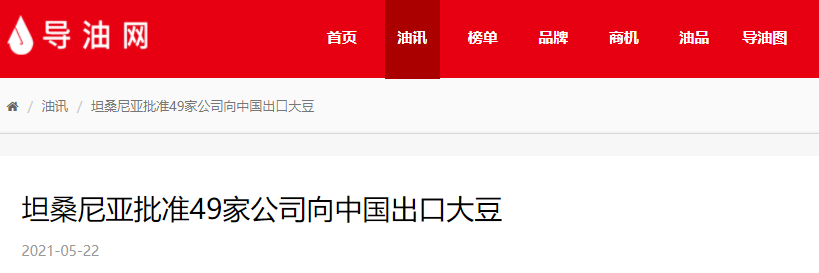 导油网 首页 油讯 榜单 品牌 商机 油品 导油图
/ 油讯 / 坦桑尼亚批准49家公司向中国出口大豆
坦桑尼亚批准49家公司向中国出口大豆
2021-05-22